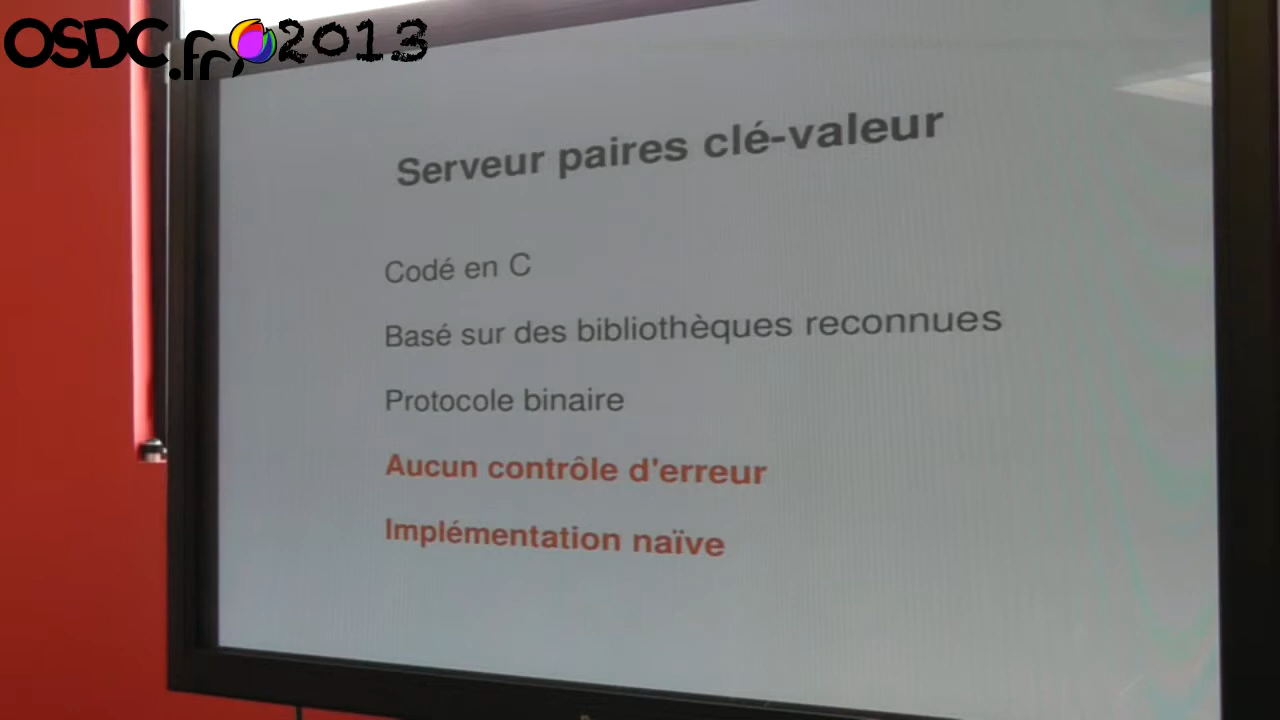 OSDC.fr 2013
Serveur paires clé-valeur
Codé en C
Basé sur des bibliothèques reconnues
Protocole binaire
Aucun contrôle d'erreur
Implémentation naïve